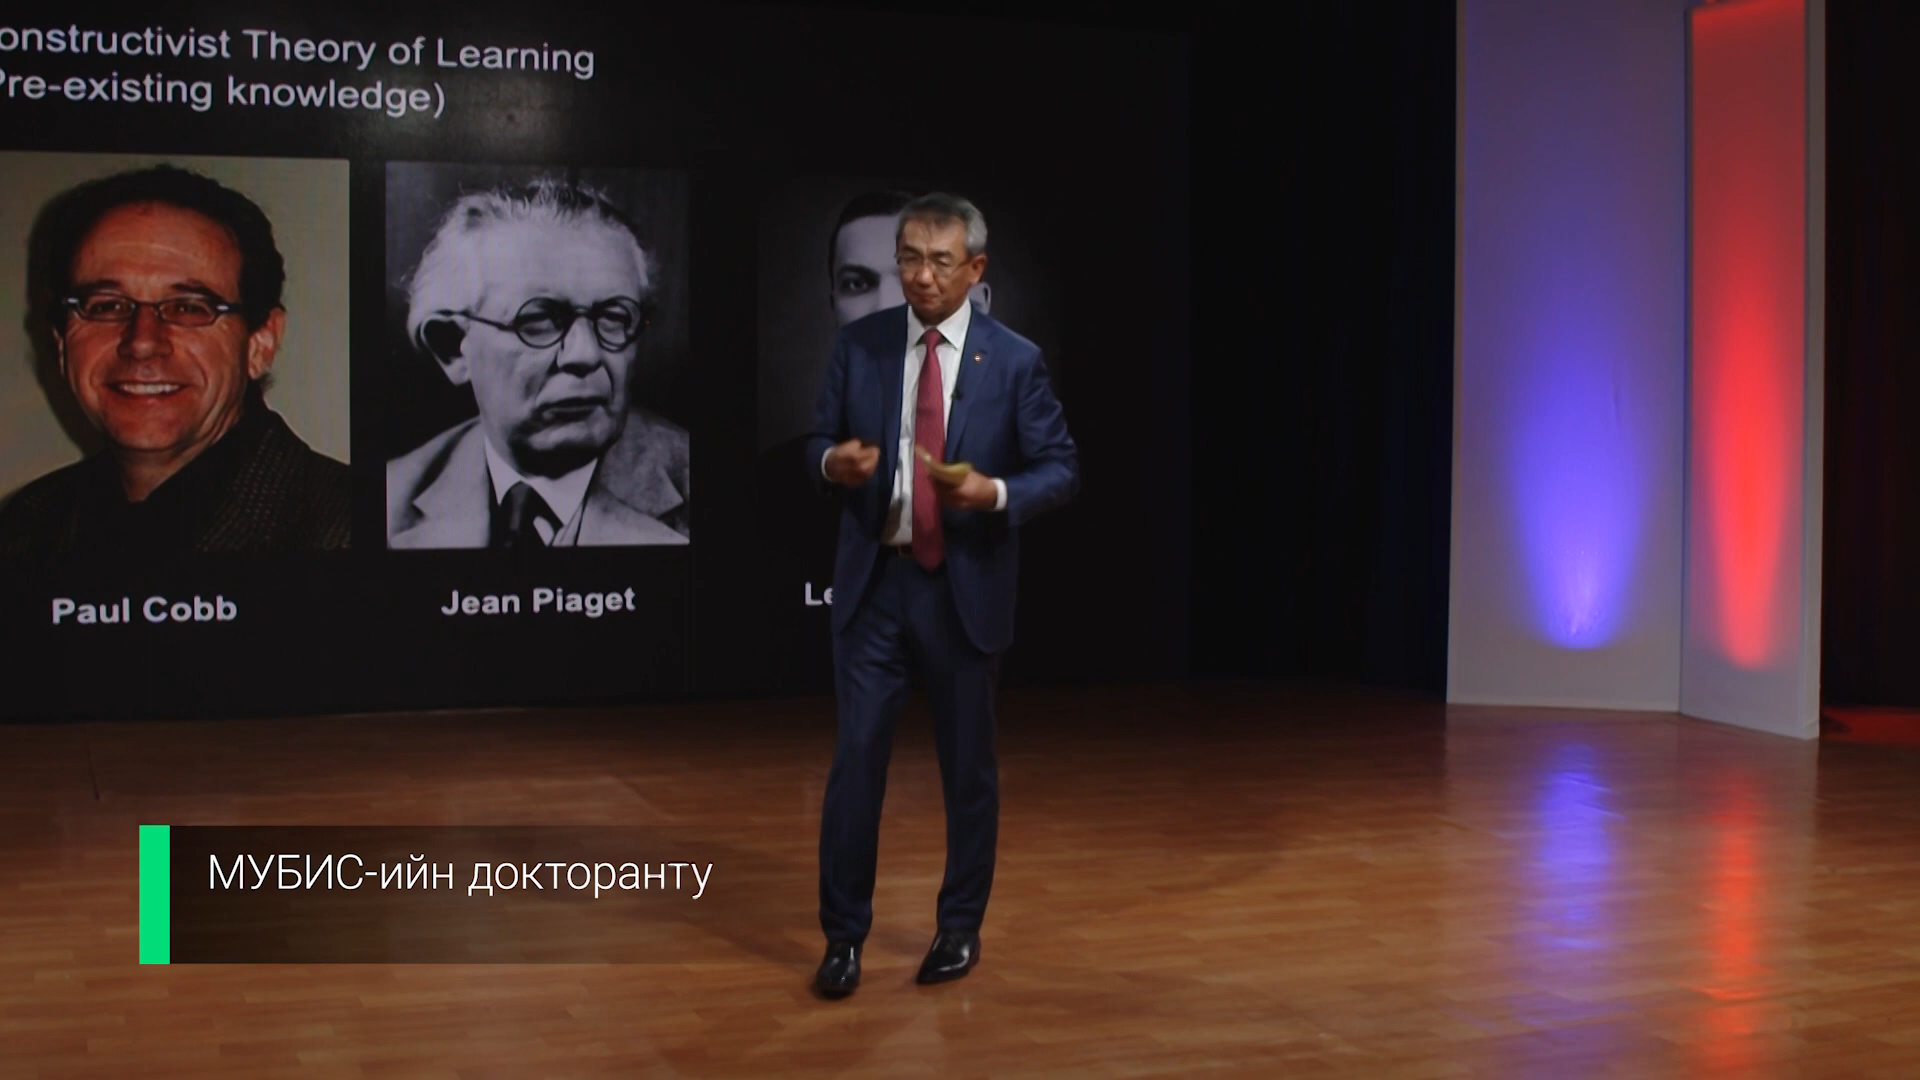 onstructivist Theory of Learning
Pre-existing knowledge)
Paul Cobb
Jean Piaget
Le
МУБИС-ийн докторанту